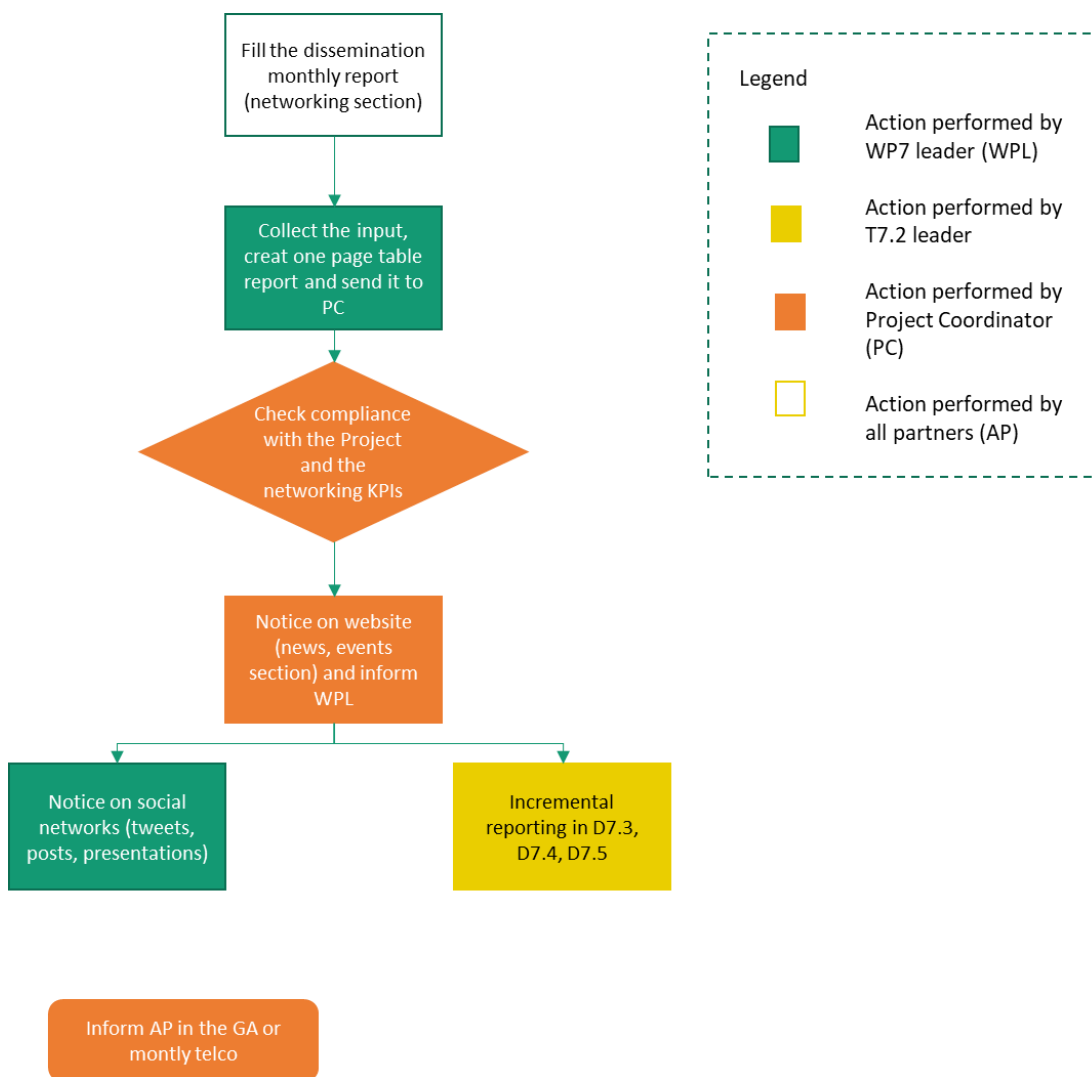 Fill the dissemination
monthly report
(networking section)
Collect the input,
creat one page table
report and send it to
PC
Check compliance
with the Project
and the
networking KPIs
Notice on website
(news, events
section) and inform
WPL
Notice on social
networks (tweets,
posts, presentations)
Incremental
reporting in D7.3,
D7.4, D7.5
Inform AP in the GA or
montly telco
Legend
Action performed by
WP7 leader (WPL)
Action performed by
T7.2 leader
Action performed by
Project Coordinator
(PC)
Action performed by
all partners (AP)